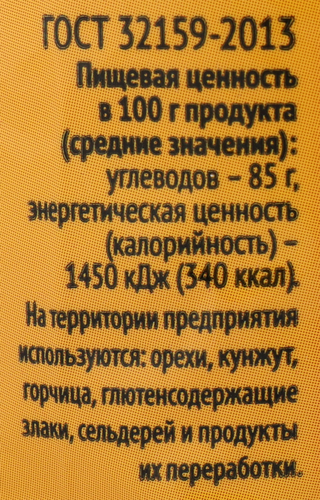 ГОСТ 32159-2013
Пищевая ценность
в 100 г продукта
(средние значения):
углеводов – 85 г,
энергетическая ценность
(калорийность) –
1450 кДж (340 ккал).
На территории предприятия
используются: орехи, кунжут,
горчица, глютенсодержащие
злаки, сельдерей и продукты
их переработки.